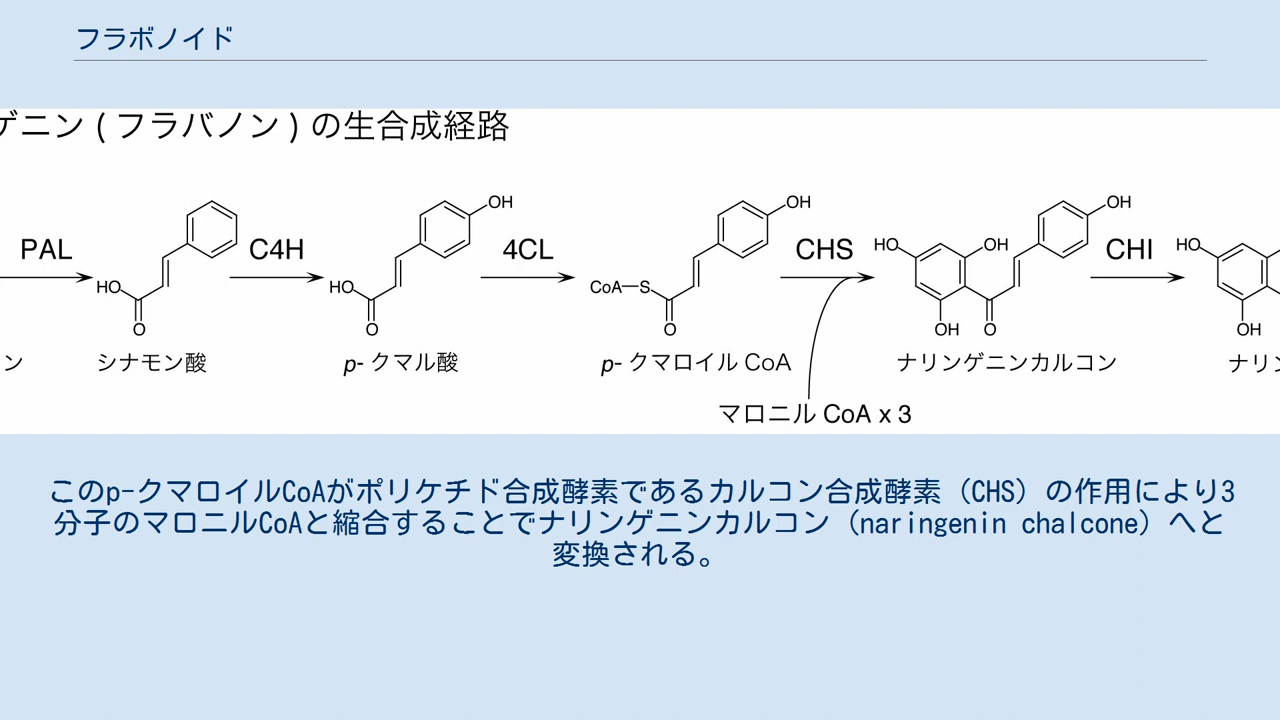 フラボノイド
ゲニン ( フラバノン ) の生合成経路
PAL
C4H
4CL
CHS
CHI
OH
HO
O
OH
HO
O
OH
CoA—S
O
OH
HO
OH
OH
O
HO
OH
ン
シナモン酸
p- クマル酸
p- クマロイル CoA
ナリンゲニンカルコン
ナリン
マロニル CoA x 3
このp-クマロイルCoAがポリケチド合成酵素であるカルコン合成酵素（CHS）の作用により3
分子のマロニルCoAと縮合することでナリンゲニンカルコン（naringenin chalcone）へと
変換される。